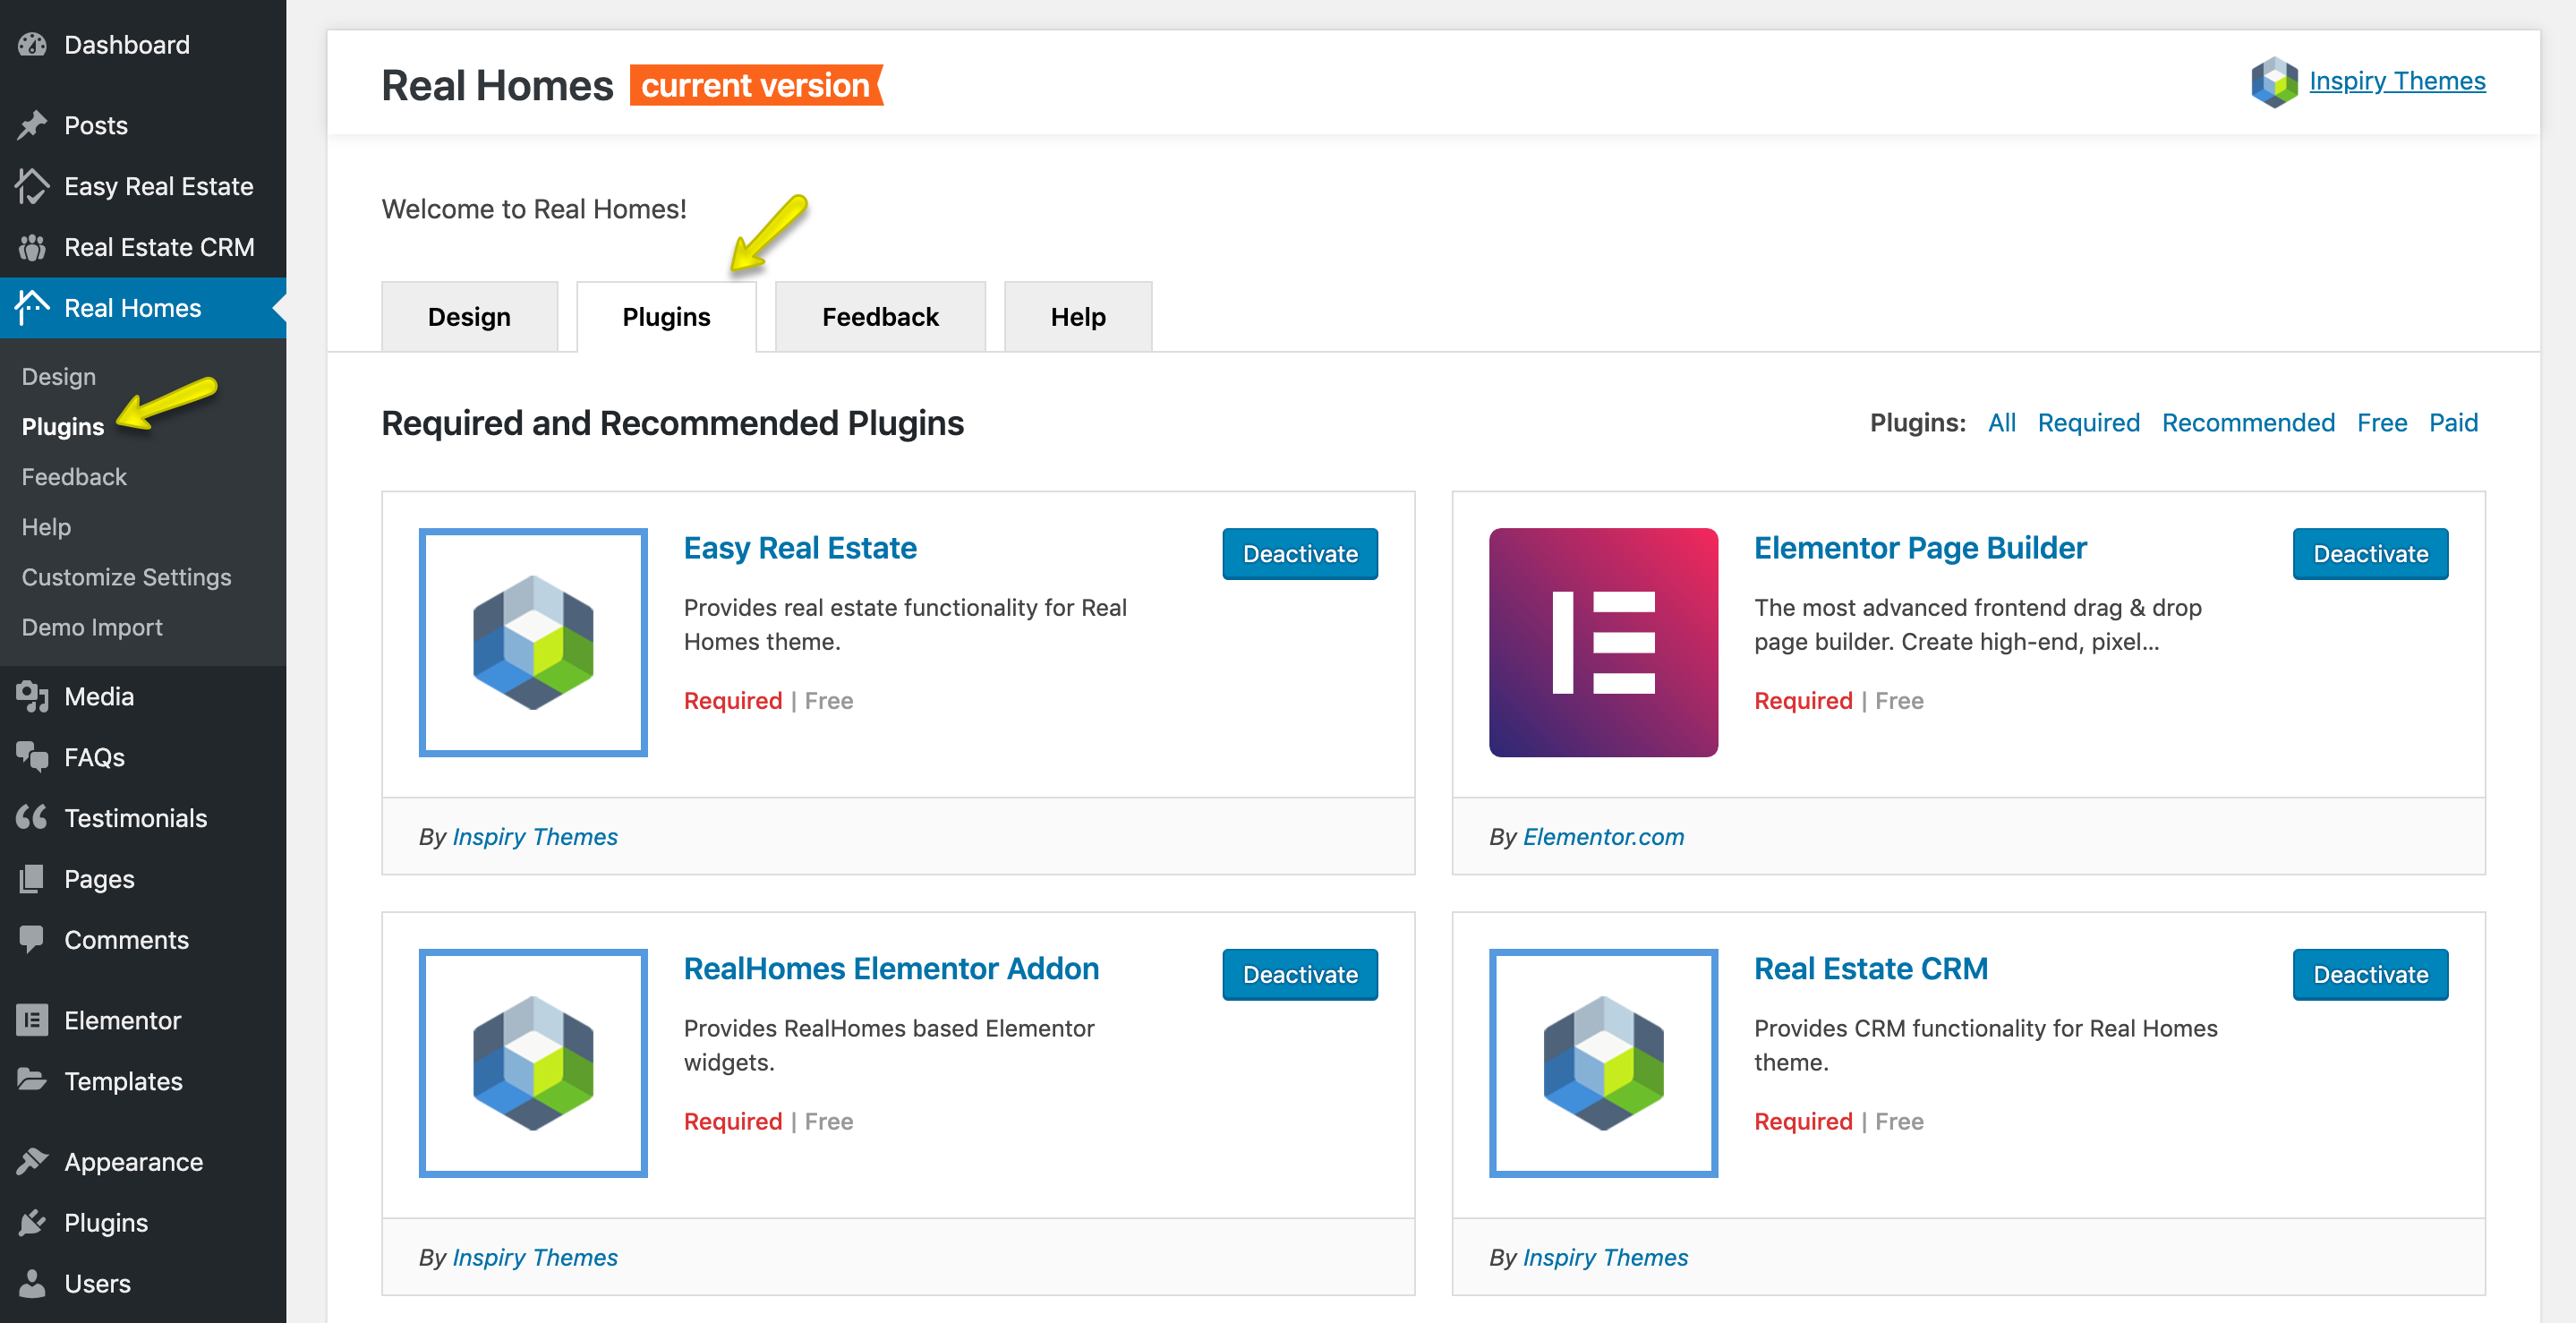 Dashboard
Posts
Easy Real Estate
Real Estate CRM
Real Homes
Design
Plugins
Feedback
Help
Customize Settings
Demo Import
Media
FAQs
Testimonials
Pages
Comments
Elementor
Templates
Appearance
Plugins
Users
Real Homes current version
Inspiry Themes
Welcome to Real Homes!
Design Plugins Feedback Help
Required and Recommended Plugins
Plugins: All Required Recommended Free Paid
Easy Real Estate
Deactivate
Provides real estate functionality for Real
Homes theme.
Required | Free
By Inspiry Themes
Elementor Page Builder
Deactivate
The most advanced frontend drag & drop
page builder. Create high-end, pixel...
Required | Free
By Elementor.com
RealHomes Elementor Addon
Deactivate
Provides RealHomes based Elementor
widgets.
Required | Free
By Inspiry Themes
Real Estate CRM
Deactivate
Provides CRM functionality for Real Homes
theme.
Required | Free
By Inspiry Themes